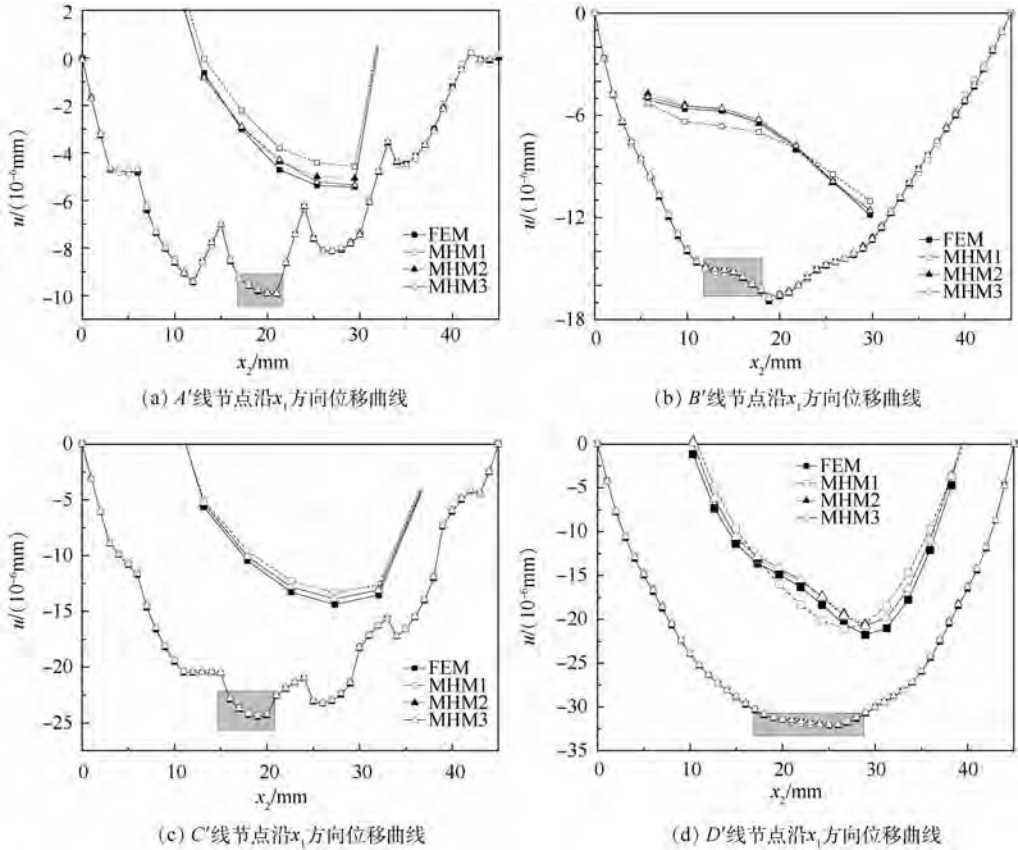 2
0
−2
−4
−6
−8
−10
u/(10⁻⁶mm)
FEM
MHM1
MHM2
MHM3
0 10 20 30 40
x₂/mm
(a) A′线节点沿x₁方向位移曲线
0
−6
−12
−18
u/(10⁻⁶mm)
FEM
MHM1
MHM2
MHM3
0 10 20 30 40
x₂/mm
(b) B′线节点沿x₁方向位移曲线
0
−5
−10
−15
−20
−25
u/(10⁻⁶mm)
FEM
MHM1
MHM2
MHM3
0 10 20 30 40
x₂/mm
(c) C′线节点沿x₁方向位移曲线
0
−5
−10
−15
−20
−25
−30
−35
u/(10⁻⁶mm)
FEM
MHM1
MHM2
MHM3
0 10 20 30 40
x₂/mm
(d) D′线节点沿x₁方向位移曲线